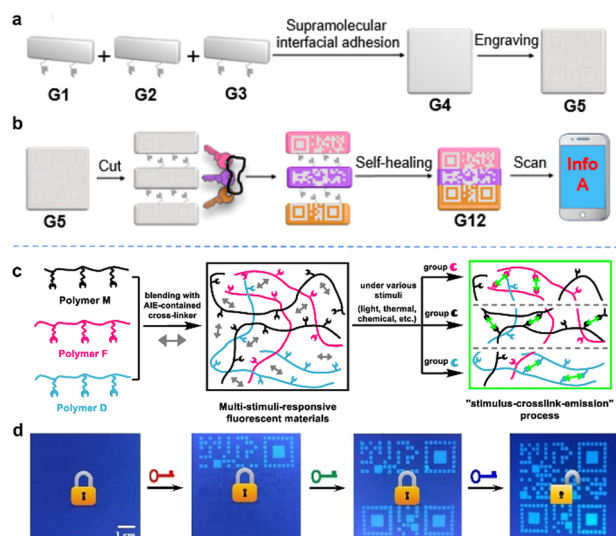 a
G1
+
G2
+
G3
Supramolecular
interfacial adhesion
G4
Engraving
G5
b
G5
Cut
Self-healing
G12
Scan
Info
A
c
Polymer M
Polymer F
Polymer D
blending with
AIE-contained
cross-linker
Multi-stimuli-responsive
fluorescent materials
under various
stimuli
(light, thermal,
chemical, etc.)
group
group
group
"stimulus-crosslink-emission"
process
d
1 cm